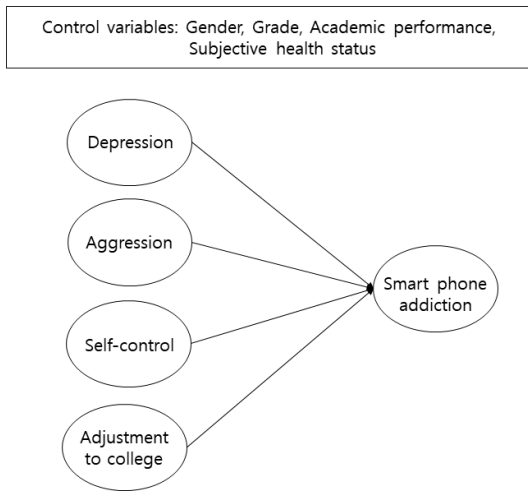 Control variables: Gender, Grade, Academic performance,
Subjective health status
Depression
Aggression
Smart phone
addiction
Self-control
Adjustment
to college